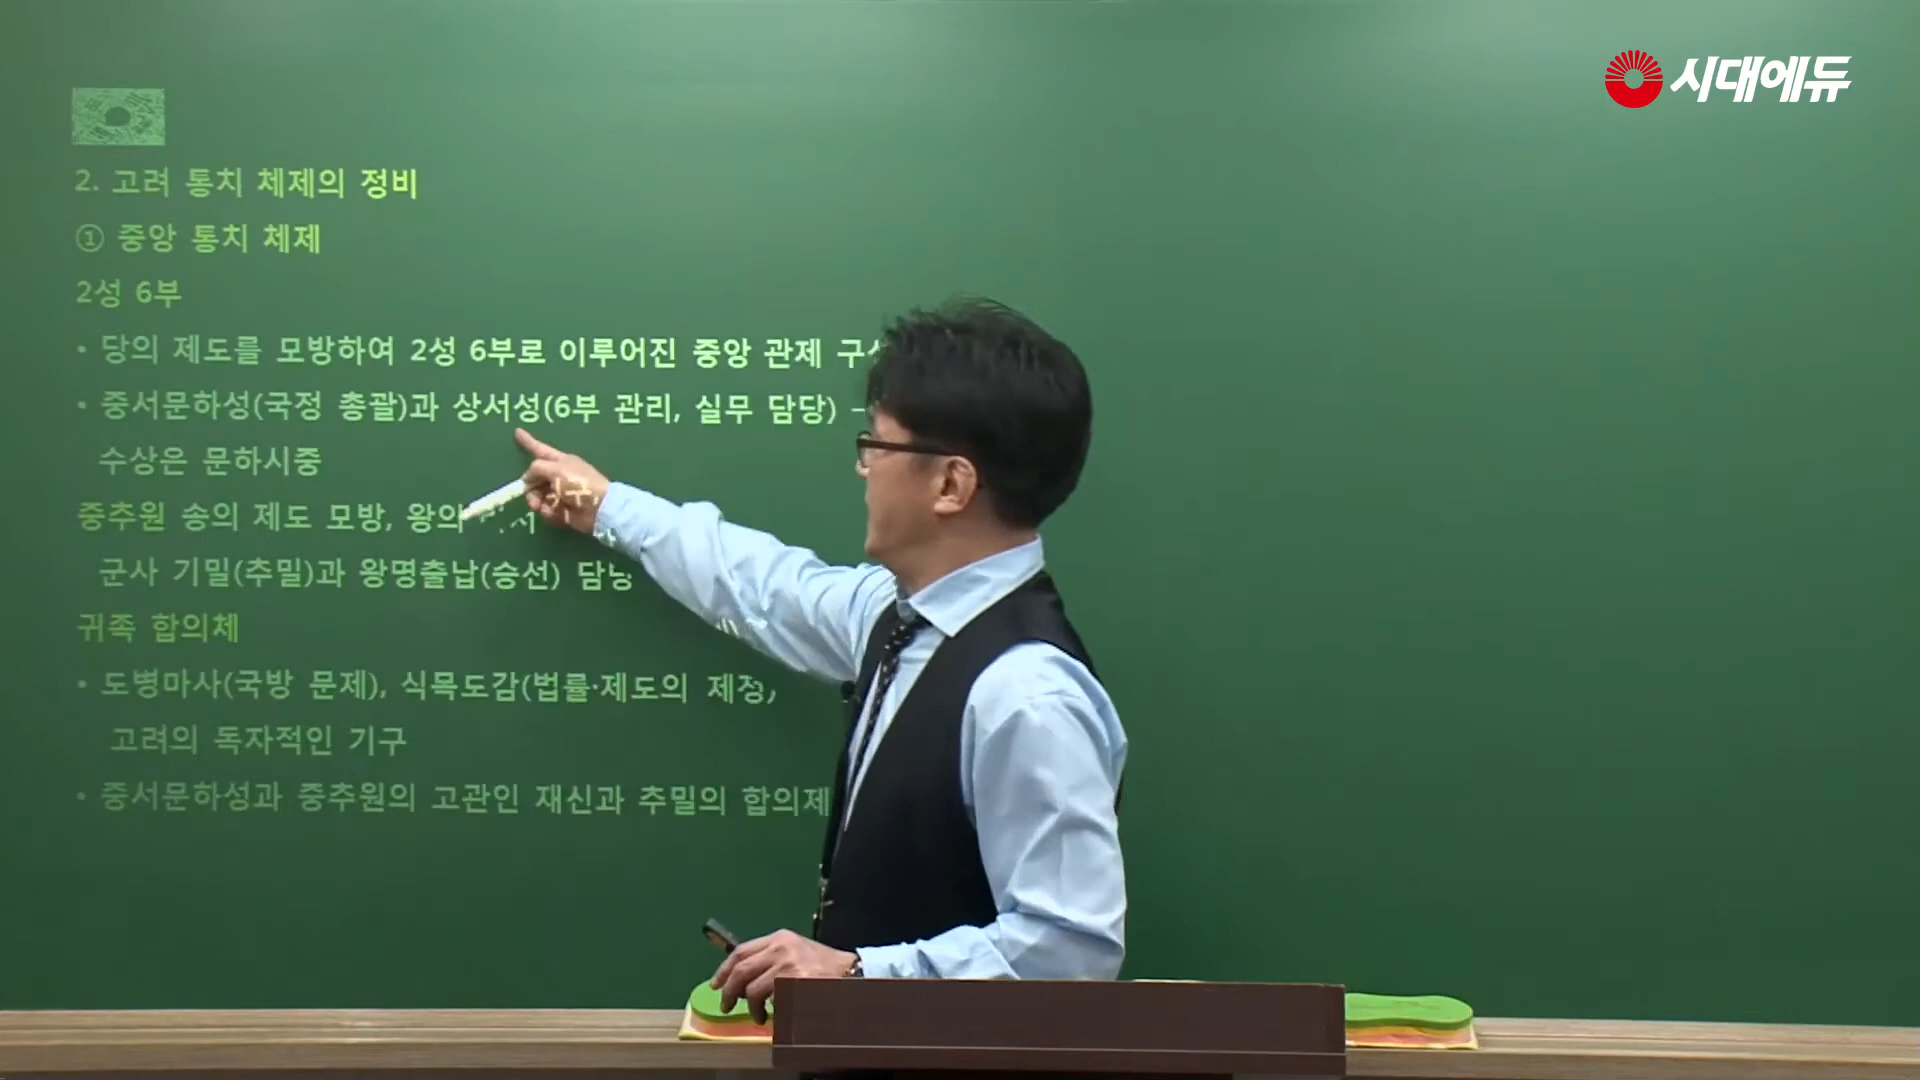 시대에듀
2. 고려 통치 체제의 정비
① 중앙 통치 체제
2성 6부
• 당의 제도를 모방하여 2성 6부로 이루어진 중앙 관제
• 중서문하성(국정 총괄)과 상서성(6부 관리, 실무 담당) –
수상은 문하시중
중추원 송의 제도 모방, 왕의
군사 기밀(추밀)과 왕명출납(승선) 담당
귀족 합의체
• 도병마사(국방 문제), 식목도감(법률·제도의 제정)
고려의 독자적인 기구
• 중서문하성과 중추원의 고관인 재신과 추밀의 합의제